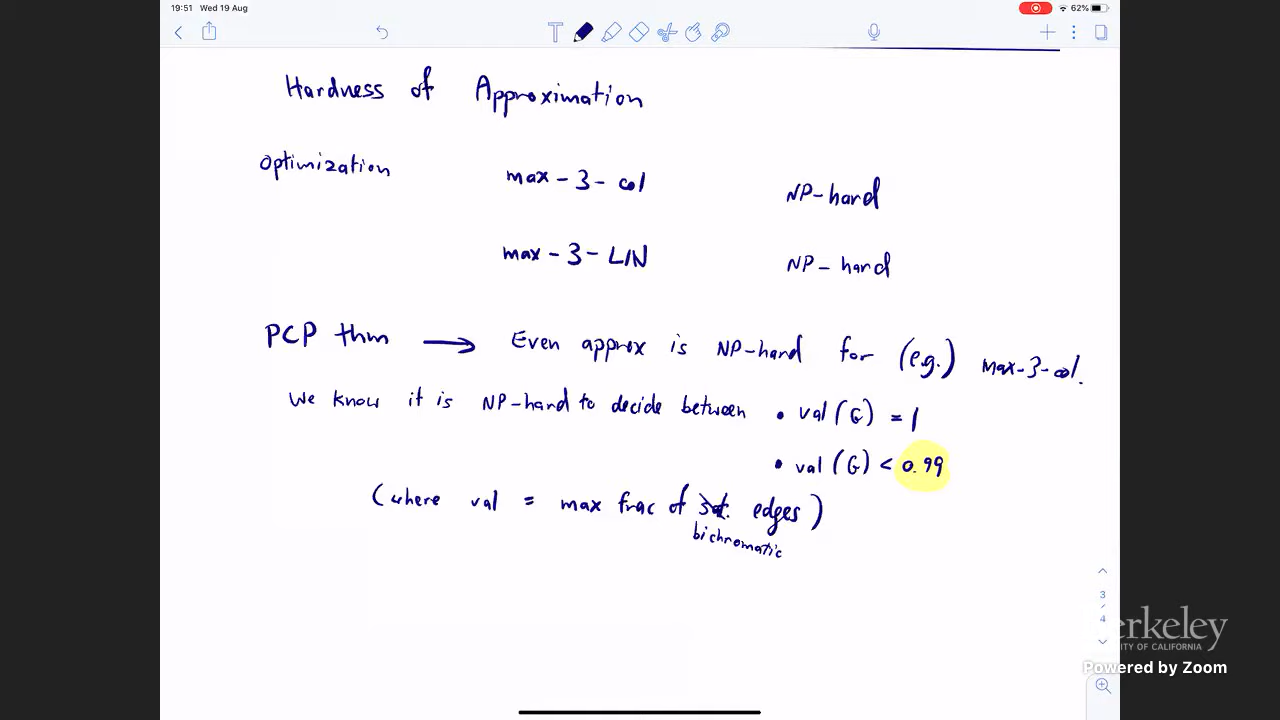 19:51 Wed 19 Aug
62%
Hardness of Approximation
Optimization max-3-col NP-hard
max-3-LIN NP-hard
PCP thm → Even approx is NP-hard for (e.g.) max-3-col.
We know it is NP-hard to decide between • val(G) = 1
• val(G) < 0.99
(where val = max frac of sat. edges)
bichromatic
3
4
erkeley
ITY OF CALIFORNIA
Powered by Zoom